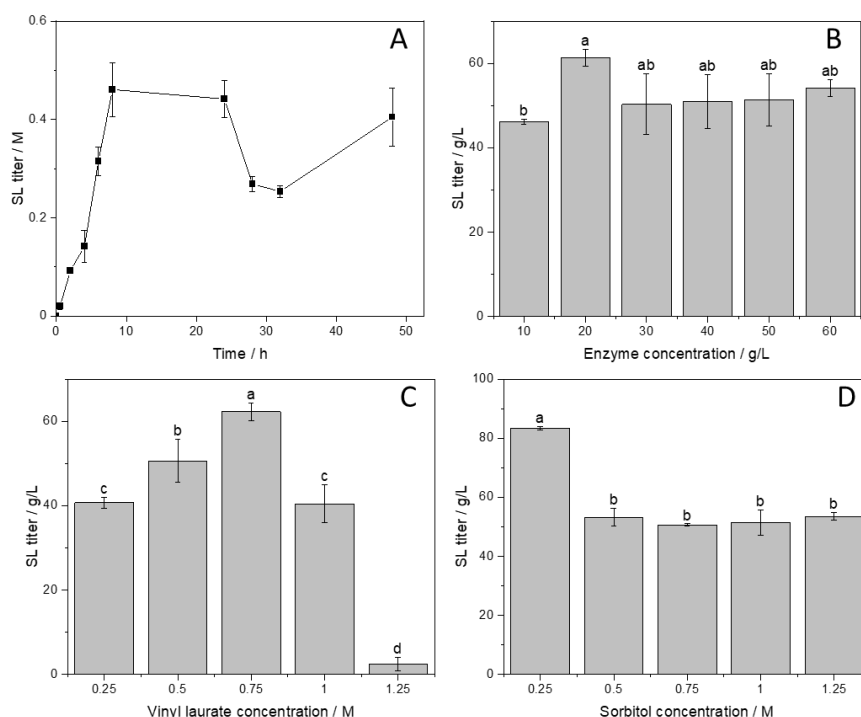 A
SL titer / M
0.6
0.4
0.2
0.0
0 10 20 30 40 50
Time / h
B
SL titer / g/L
60
40
20
0
b a ab ab ab ab
10 20 30 40 50 60
Enzyme concentration / g/L
C
SL titer / g/L
60
40
20
0
c b a c d
0.25 0.5 0.75 1 1.25
Vinyl laurate concentration / M
D
SL titer / g/L
100
80
60
40
20
0
a b b b b
0.25 0.5 0.75 1 1.25
Sorbitol concentration / M